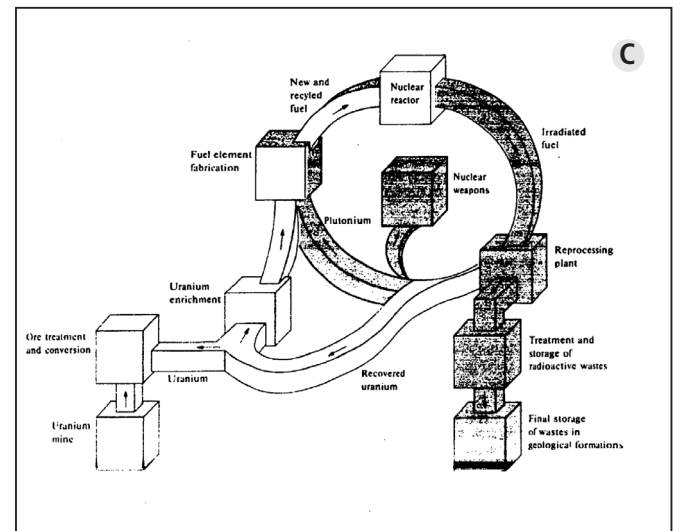 C
New and
recyled
fuel
Nuclear
reactor
Irradiated
fuel
Fuel element
fabrication
Nuclear
weapons
Plutonium
Reprocessing
plant
Uranium
enrichment
Ore treatment
and conversion
Treatment and
storage of
radioactive wastes
Uranium
Recovered
uranium
Uranium
mine
Final storage
of wastes in
geological formations